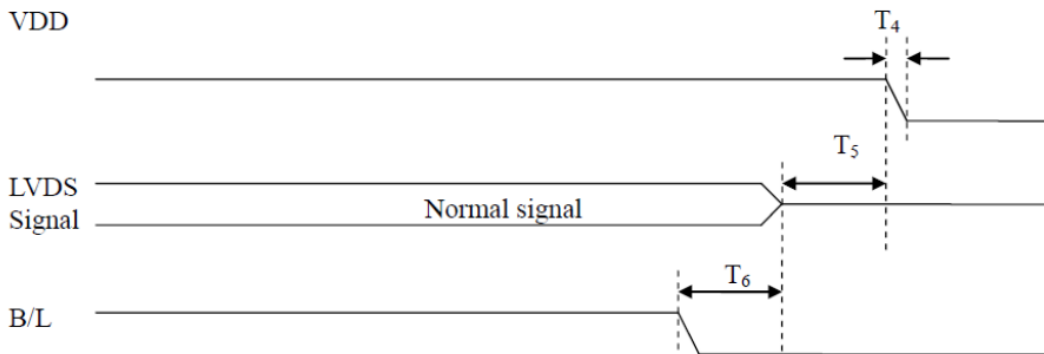 VDD
T₄
T₅
LVDS
Signal
Normal signal
T₆
B/L